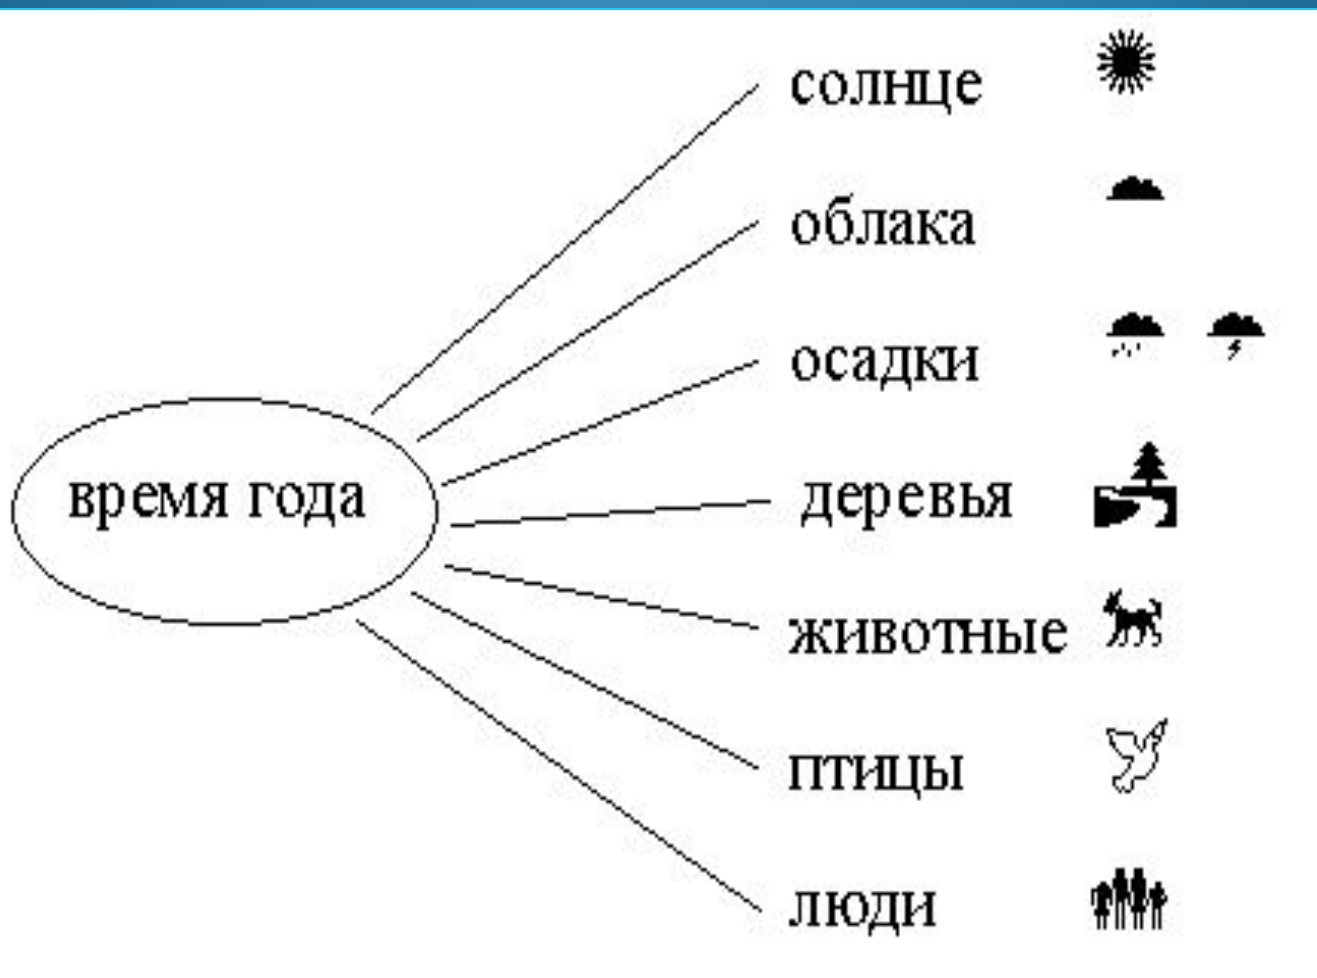 солнце
облака
осадки
время года
деревья
животные
птицы
люди